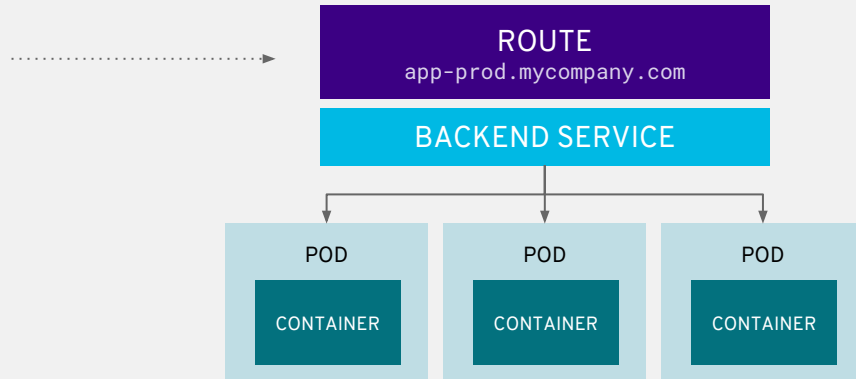 ROUTE
app-prod.mycompany.com
BACKEND SERVICE
POD
POD
POD
CONTAINER
CONTAINER
CONTAINER